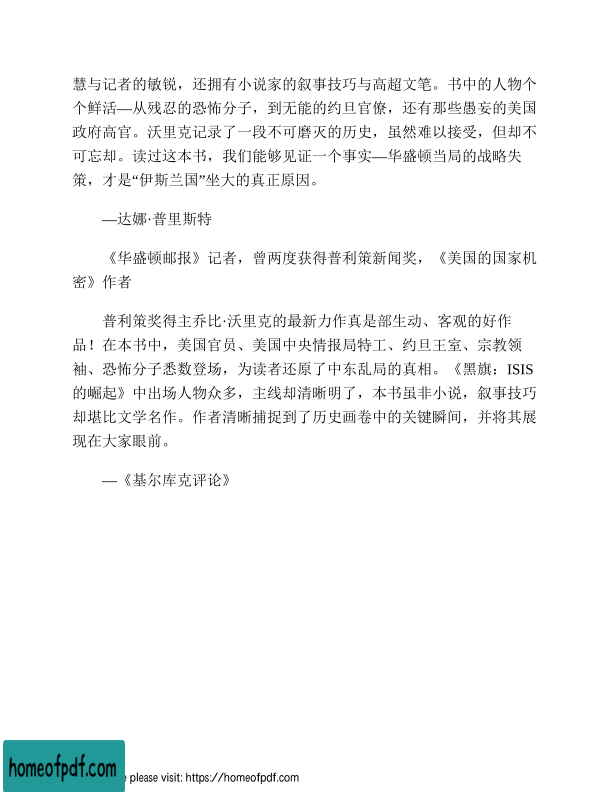 慧与记者的敏锐，还拥有小说家的叙事技巧与高超文笔。书中的人物个
个鲜活—从残忍的恐怖分子，到无能的约旦官僚，还有那些愚妄的美国
政府高官。沃里克记录了一段不可磨灭的历史，虽然难以接受，但却不
可忘却。读过这本书，我们能够见证一个事实—华盛顿当局的战略失
策，才是“伊斯兰国”坐大的真正原因。
—达娜·普里斯特
《华盛顿邮报》记者，曾两度获得普利策新闻奖，《美国的国家机
密》作者
普利策奖得主乔比·沃里克的最新力作真是部生动、客观的好作
品！在本书中，美国官员、美国中央情报局特工、约旦王室、宗教领
袖、恐怖分子悉数登场，为读者还原了中东乱局的真相。《黑旗：ISIS
的崛起》中出场人物众多，主线却清晰明了，本书虽非小说，叙事技巧
却堪比文学名作。作者清晰捕捉到了历史画卷中的关键瞬间，并将其展
现在大家眼前。
—《基尔库克评论》
homeofpdf.com
e please visit: https://homeofpdf.com